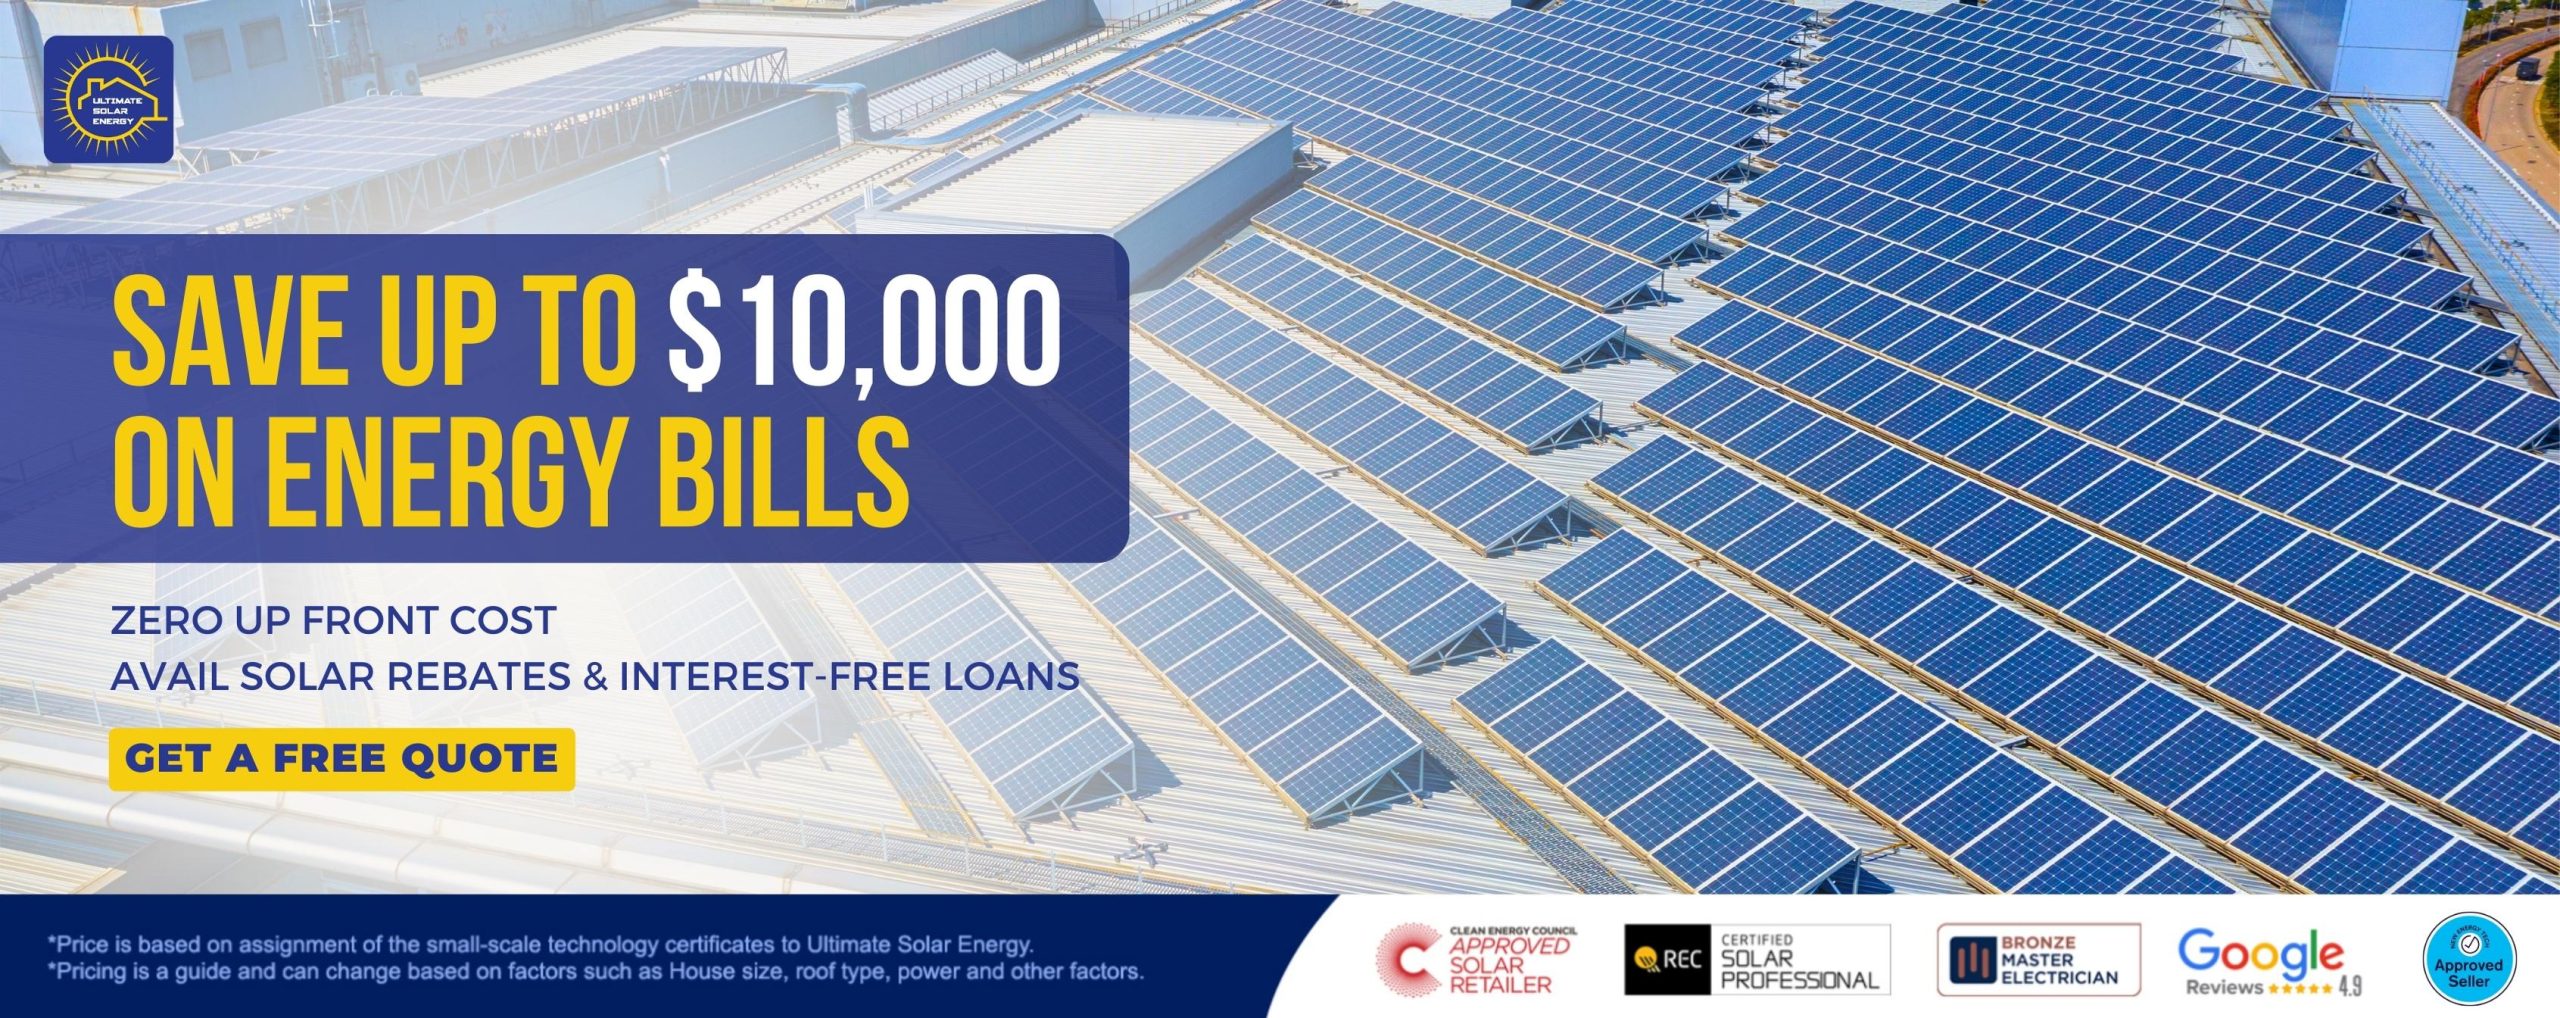 ULTIMATE
SOLAR
ENERGY
SAVE UP TO $10,000
ON ENERGY BILLS
ZERO UP FRONT COST
AVAIL SOLAR REBATES & INTEREST-FREE LOANS
GET A FREE QUOTE
*Price is based on assignment of the small-scale technology certificates to Ultimate Solar Energy.
*Pricing is a guide and can change based on factors such as House size, roof type, power and other factors.
CLEAN ENERGY COUNCIL
APPROVED
SOLAR
RETAILER
REC
CERTIFIED
SOLAR
PROFESSIONAL
BRONZE
MASTER
ELECTRICIAN
Google
Reviews ★★★★★ 4.9
NEW ENERGY TECH
Approved
Seller